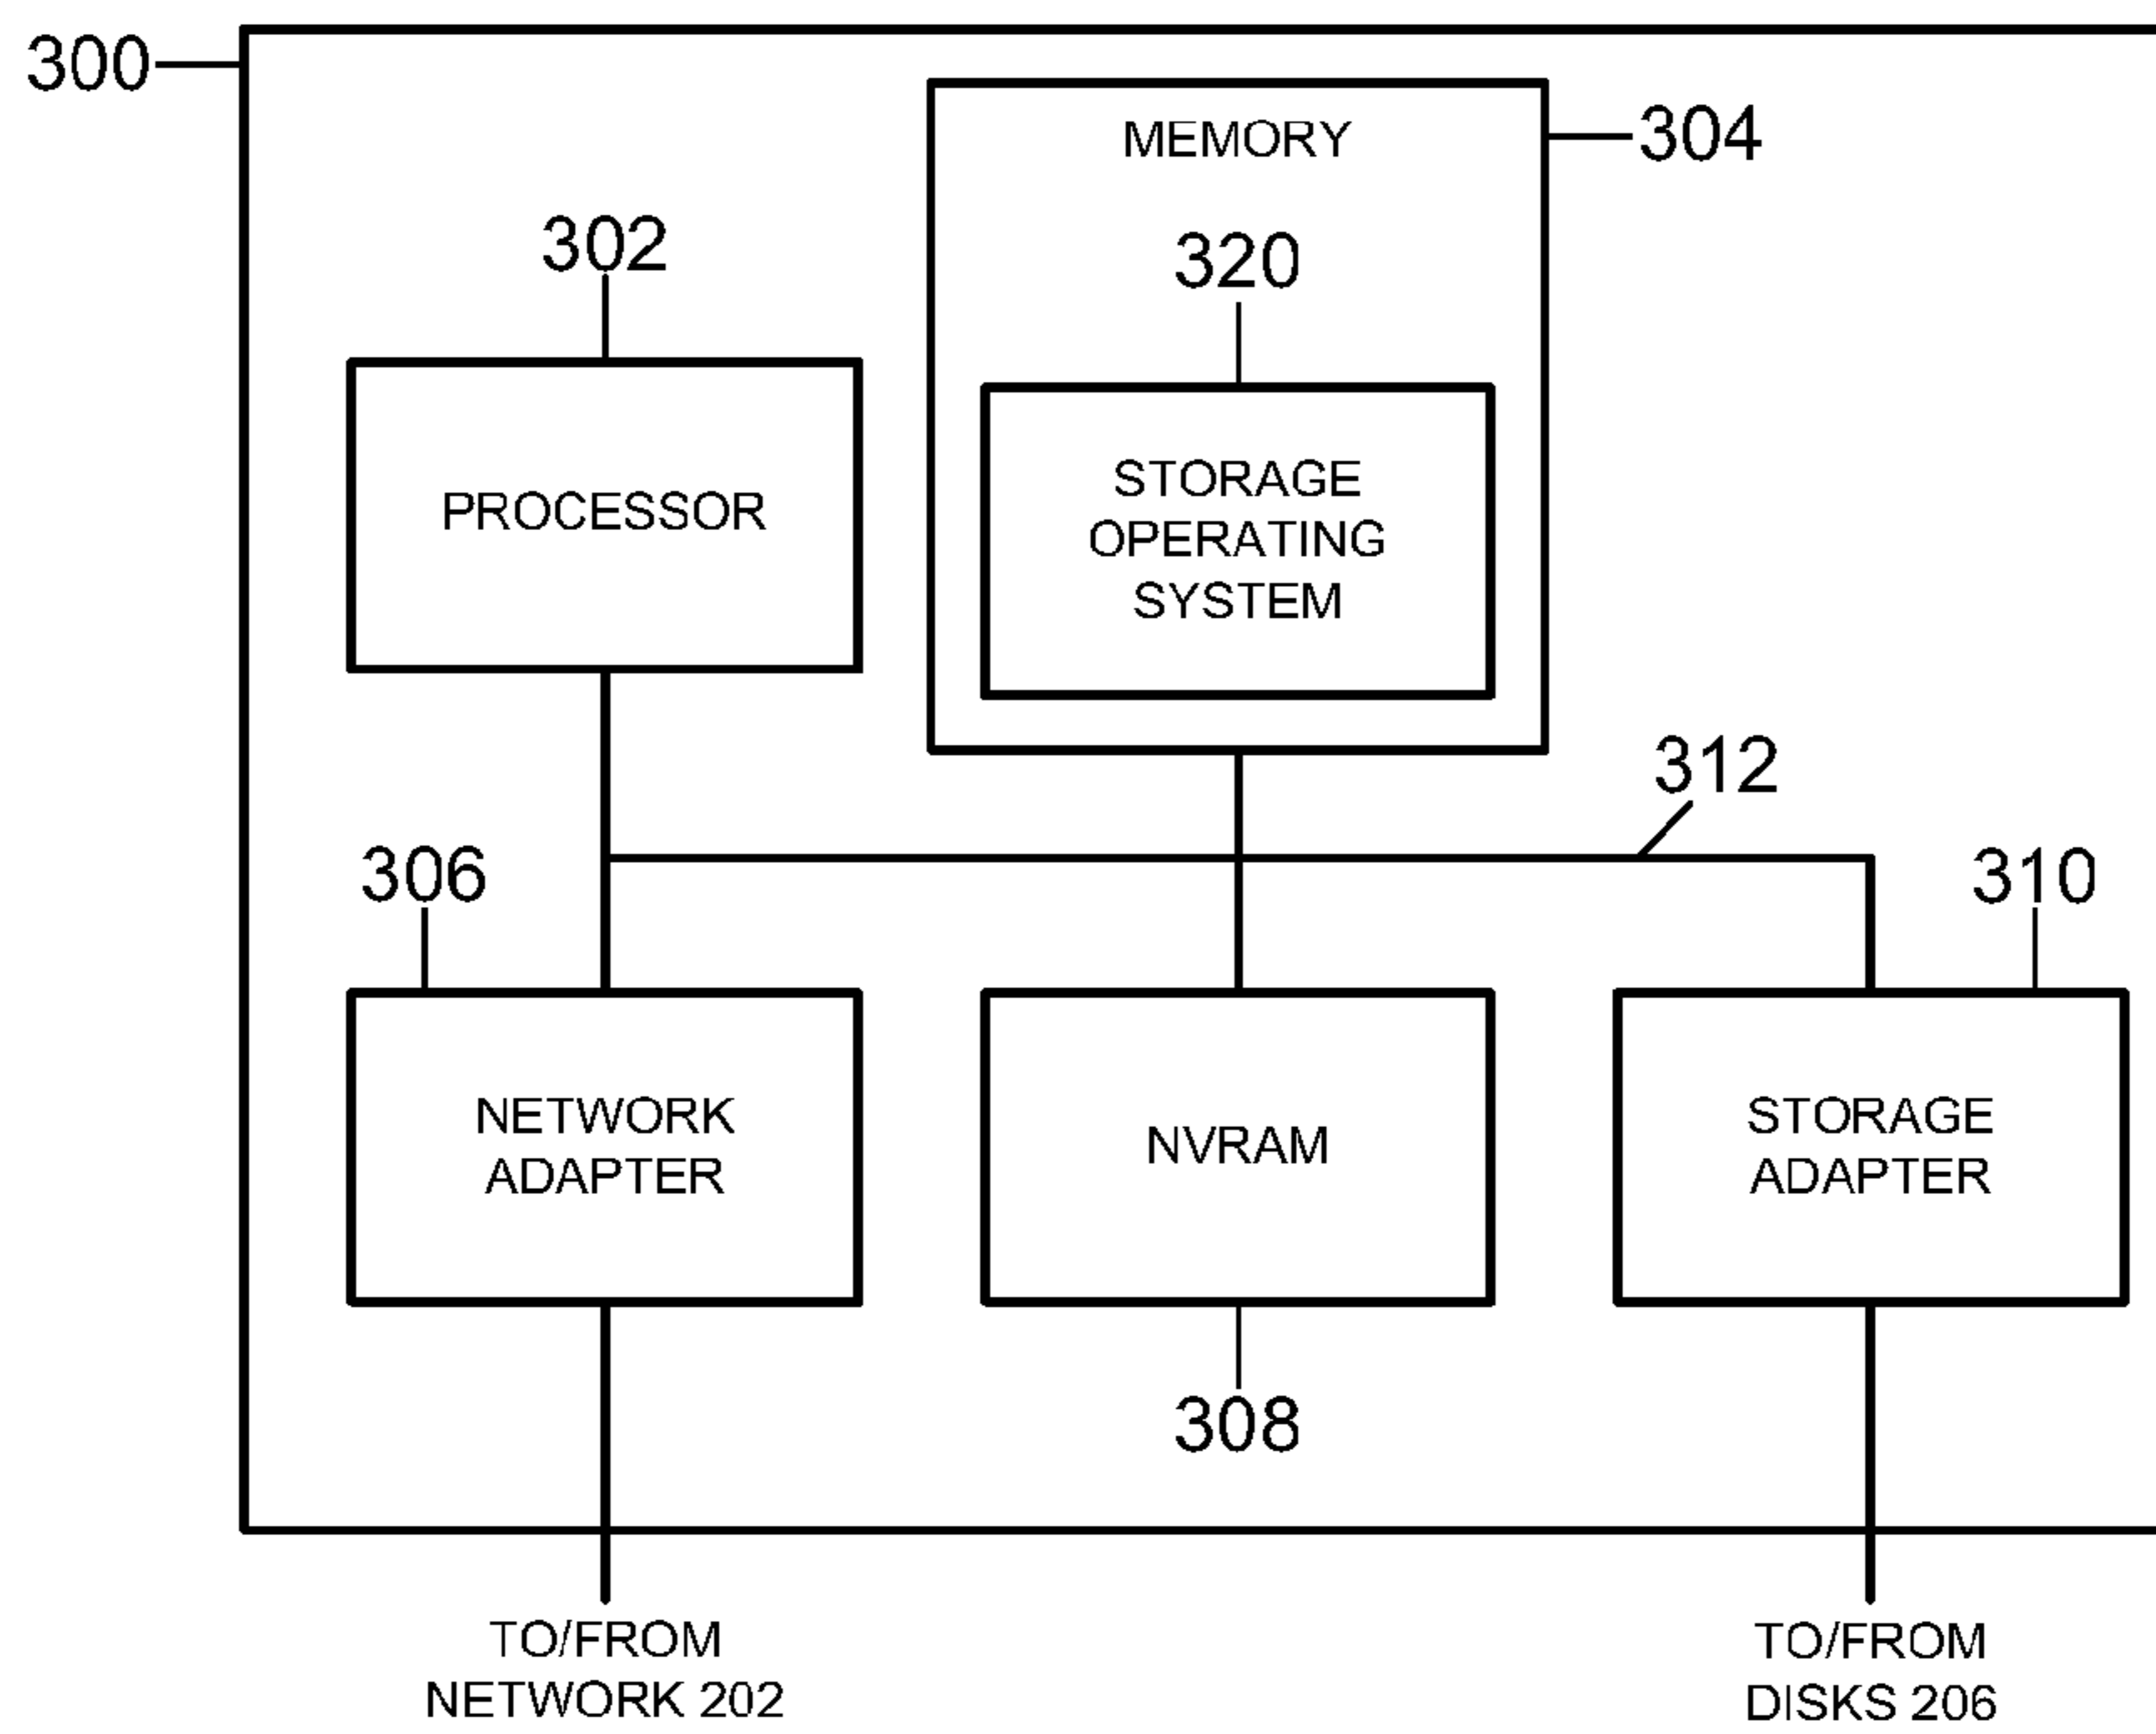 300
MEMORY
304
302
320
PROCESSOR
STORAGE
OPERATING
SYSTEM
312
306
310
NETWORK
ADAPTER
NVRAM
STORAGE
ADAPTER
308
TO/FROM
NETWORK 202
TO/FROM
DISKS 206